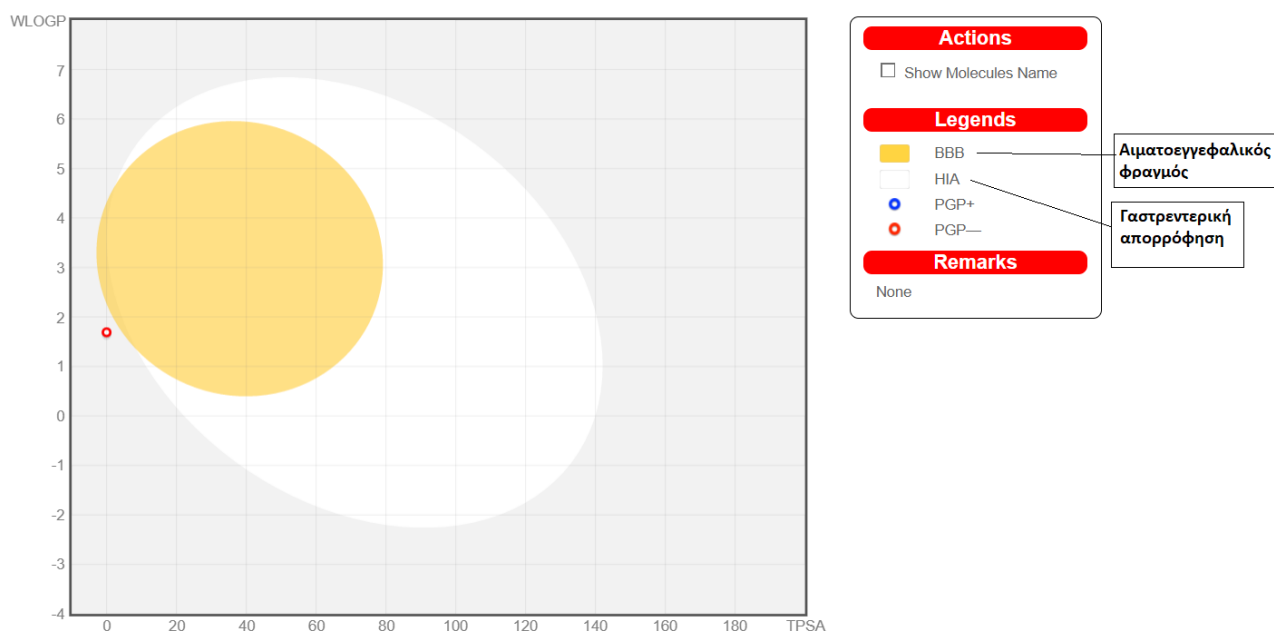 WLOGP
7
6
5
4
3
2
1
0
-1
-2
-3
-4
0 20 40 60 80 100 120 140 160 180 TPSA
Actions
Show Molecules Name
Legends
BBB
HIA
PGP+
PGP—
Remarks
None
Αιματοεγγεφαλικός
φραγμός
Γαστρεντερική
απορρόφηση